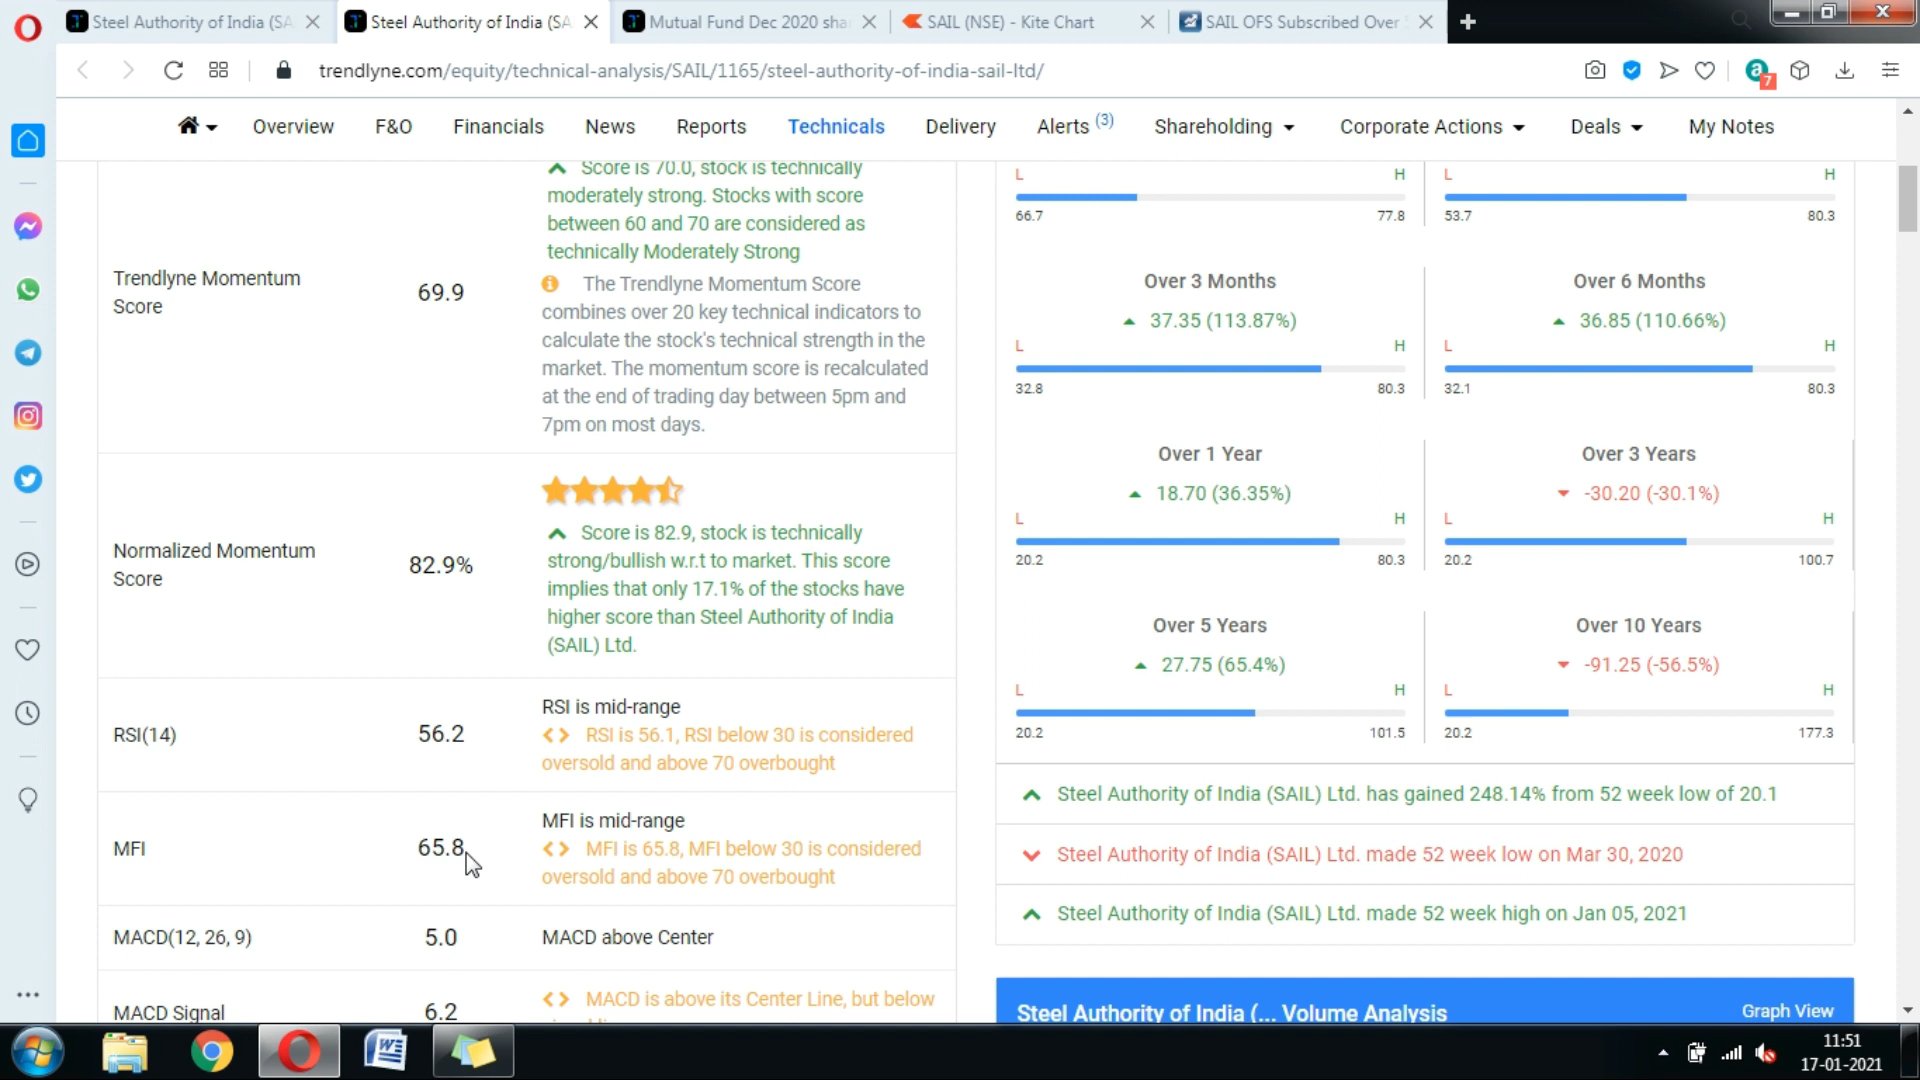 Steel Authority of India (SA
Steel Authority of India (SA
Mutual Fund Dec 2020 sha
SAIL (NSE) - Kite Chart
SAIL OFS Subscribed Over
trendlyne.com/equity/technical-analysis/SAIL/1165/steel-authority-of-india-sail-ltd/
a
7
Overview
F&O
Financials
News
Reports
Technicals
Delivery
Alerts (3)
Shareholding
Corporate Actions
Deals
My Notes
Score is 70.0, stock is technically
moderately strong. Stocks with score
between 60 and 70 are considered as
technically Moderately Strong
Trendlyne Momentum
Score
69.9
The Trendlyne Momentum Score
combines over 20 key technical indicators to
calculate the stock's technical strength in the
market. The momentum score is recalculated
at the end of trading day between 5pm and
7pm on most days.
Normalized Momentum
Score
82.9%
Score is 82.9, stock is technically
strong/bullish w.r.t to market. This score
implies that only 17.1% of the stocks have
higher score than Steel Authority of India
(SAIL) Ltd.
RSI(14)
56.2
RSI is mid-range
RSI is 56.1, RSI below 30 is considered
oversold and above 70 overbought
MFI
65.8
MFI is mid-range
MFI is 65.8, MFI below 30 is considered
oversold and above 70 overbought
MACD(12, 26, 9)
5.0
MACD above Center
MACD Signal
6.2
MACD is above its Center Line, but below
L H
66.7 77.8
L H
53.7 80.3
Over 3 Months
37.35 (113.87%)
L H
32.8 80.3
Over 6 Months
36.85 (110.66%)
L H
32.1 80.3
Over 1 Year
18.70 (36.35%)
L H
20.2 80.3
Over 3 Years
-30.20 (-30.1%)
L H
20.2 100.7
Over 5 Years
27.75 (65.4%)
L H
20.2 101.5
Over 10 Years
-91.25 (-56.5%)
L H
20.2 177.3
Steel Authority of India (SAIL) Ltd. has gained 248.14% from 52 week low of 20.1
Steel Authority of India (SAIL) Ltd. made 52 week low on Mar 30, 2020
Steel Authority of India (SAIL) Ltd. made 52 week high on Jan 05, 2021
Steel Authority of India (... Volume Analysis
Graph View
11:51
17-01-2021